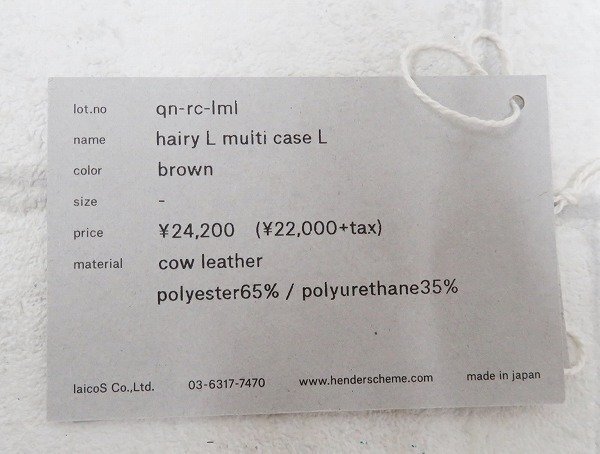 lot.no qn-rc-lml
name hairy L multi case L
color brown
size -
price ¥24,200 (¥22,000+tax)
material cow leather
polyester65% / polyurethane35%
laicoS Co.,Ltd. 03-6317-7470 www.henderscheme.com made in japan